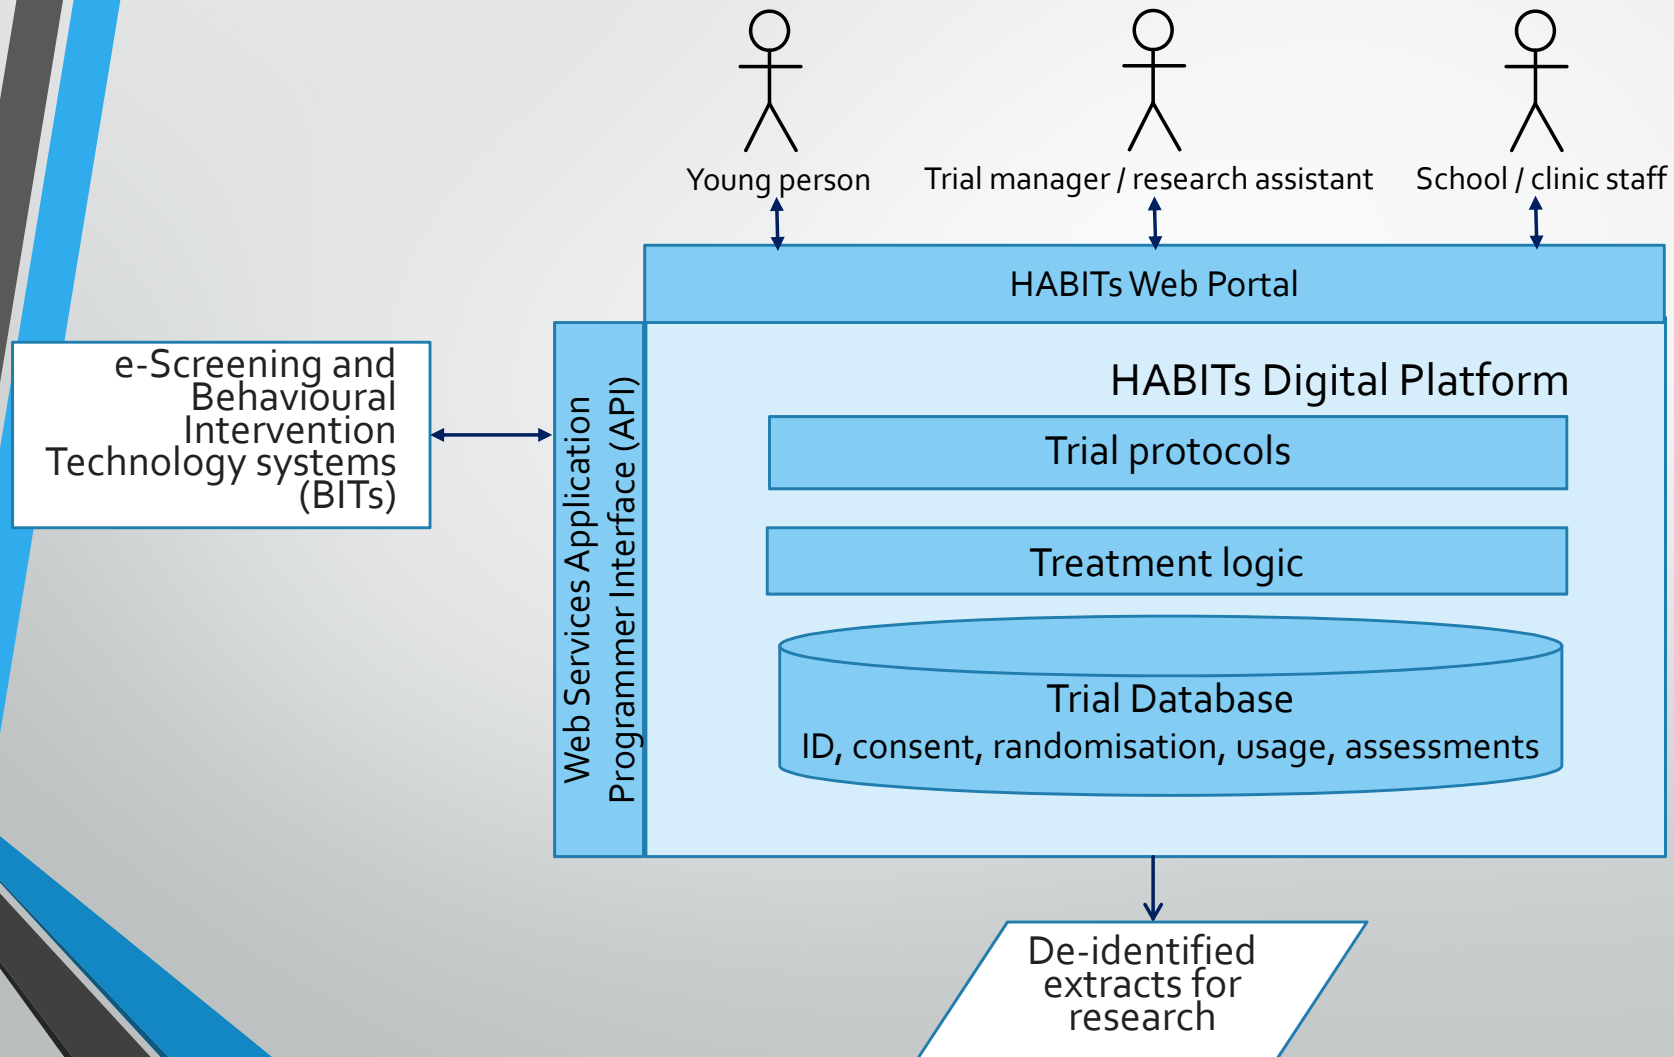 Young person
Trial manager / research assistant
School / clinic staff
HABITs Web Portal
e-Screening and
Behavioural
Intervention
Technology systems
(BITs)
Web Services Application
Programmer Interface (API)
HABITs Digital Platform
Trial protocols
Treatment logic
Trial Database
ID, consent, randomisation, usage, assessments
De-identified
extracts for
research